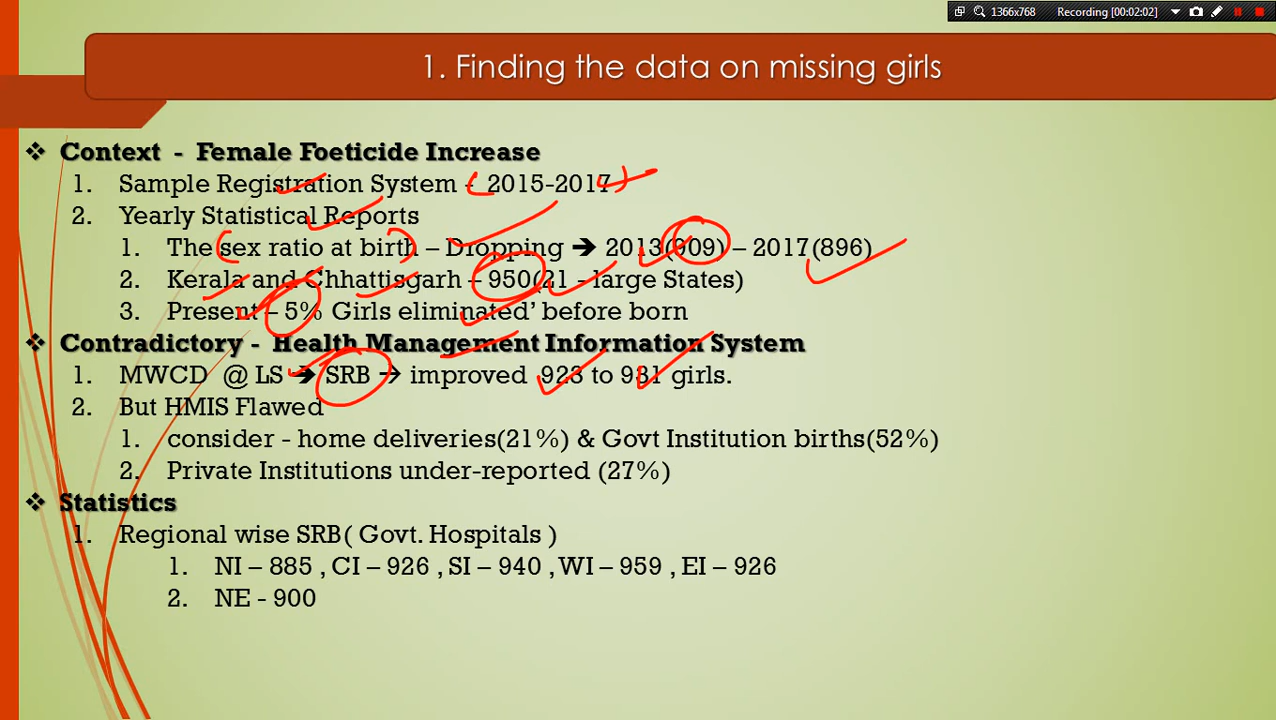 1366x768 Recording [00:02:02]
1. Finding the data on missing girls
❖ Context - Female Foeticide Increase
1. Sample Registration System - 2015-2017
2. Yearly Statistical Reports
1. The sex ratio at birth – Dropping ➔ 2013(909) – 2017(896)
2. Kerala and Chhattisgarh – 950(21 - large States)
3. Present – 5% Girls eliminated’ before born
❖ Contradictory - Health Management Information System
1. MWCD @ LS ➔ SRB → improved 923 to 931 girls.
2. But HMIS Flawed
1. consider - home deliveries(21%) & Govt Institution births(52%)
2. Private Institutions under-reported (27%)
❖ Statistics
1. Regional wise SRB( Govt. Hospitals )
1. NI – 885 , CI – 926 , SI – 940 , WI – 959 , EI – 926
2. NE - 900